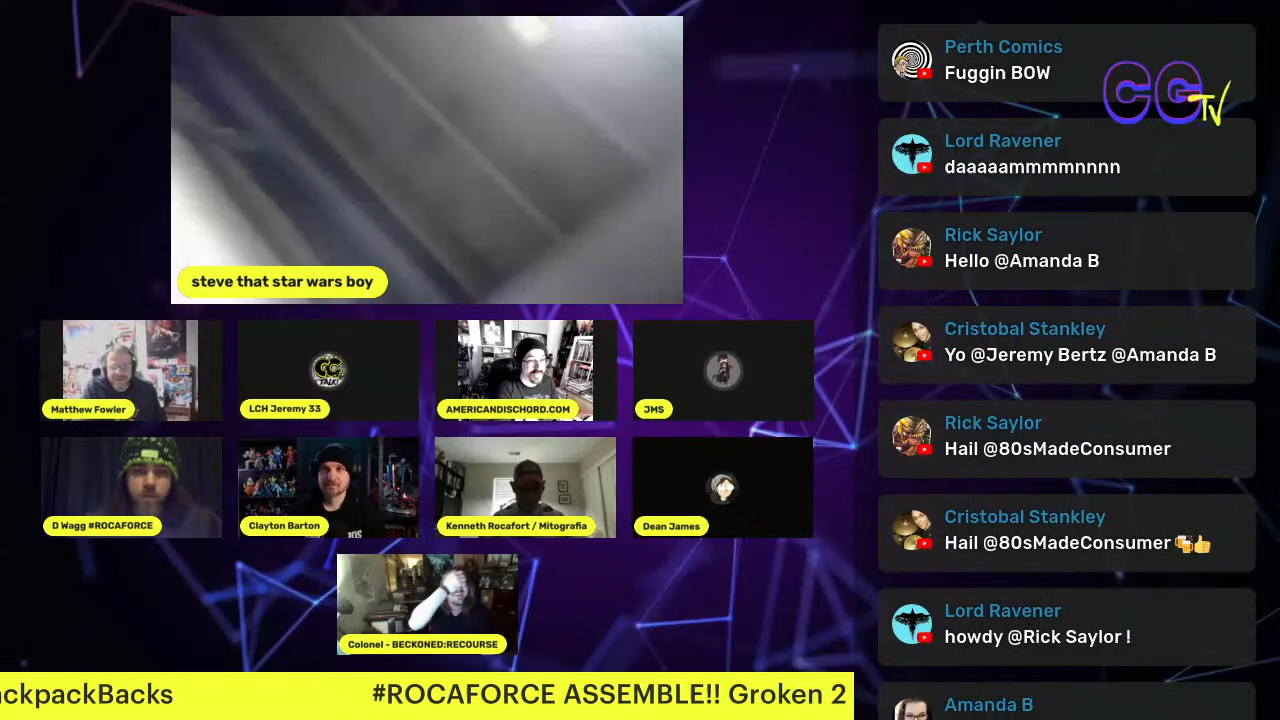 steve that star wars boy
Matthew Fowler
LCH Jeremy 33
AMERICANDISCHORD.COM
JMS
D Wagg #ROCAFORCE
Clayton Barton
Kenneth Rocafort / Mitografia
Dean James
Colonel - BECKONED:RECOURSE
ackpackBacks
#ROCAFORCE ASSEMBLE!! Groken 2
CG TV
GC TALK!
Perth Comics
Fuggin BOW
Lord Ravener
daaaaammmmnnnn
Rick Saylor
Hello @Amanda B
Cristobal Stankley
Yo @Jeremy Bertz @Amanda B
Rick Saylor
Hail @80sMadeConsumer
Cristobal Stankley
Hail @80sMadeConsumer🍻👍
Lord Ravener
howdy @Rick Saylor !
Amanda B